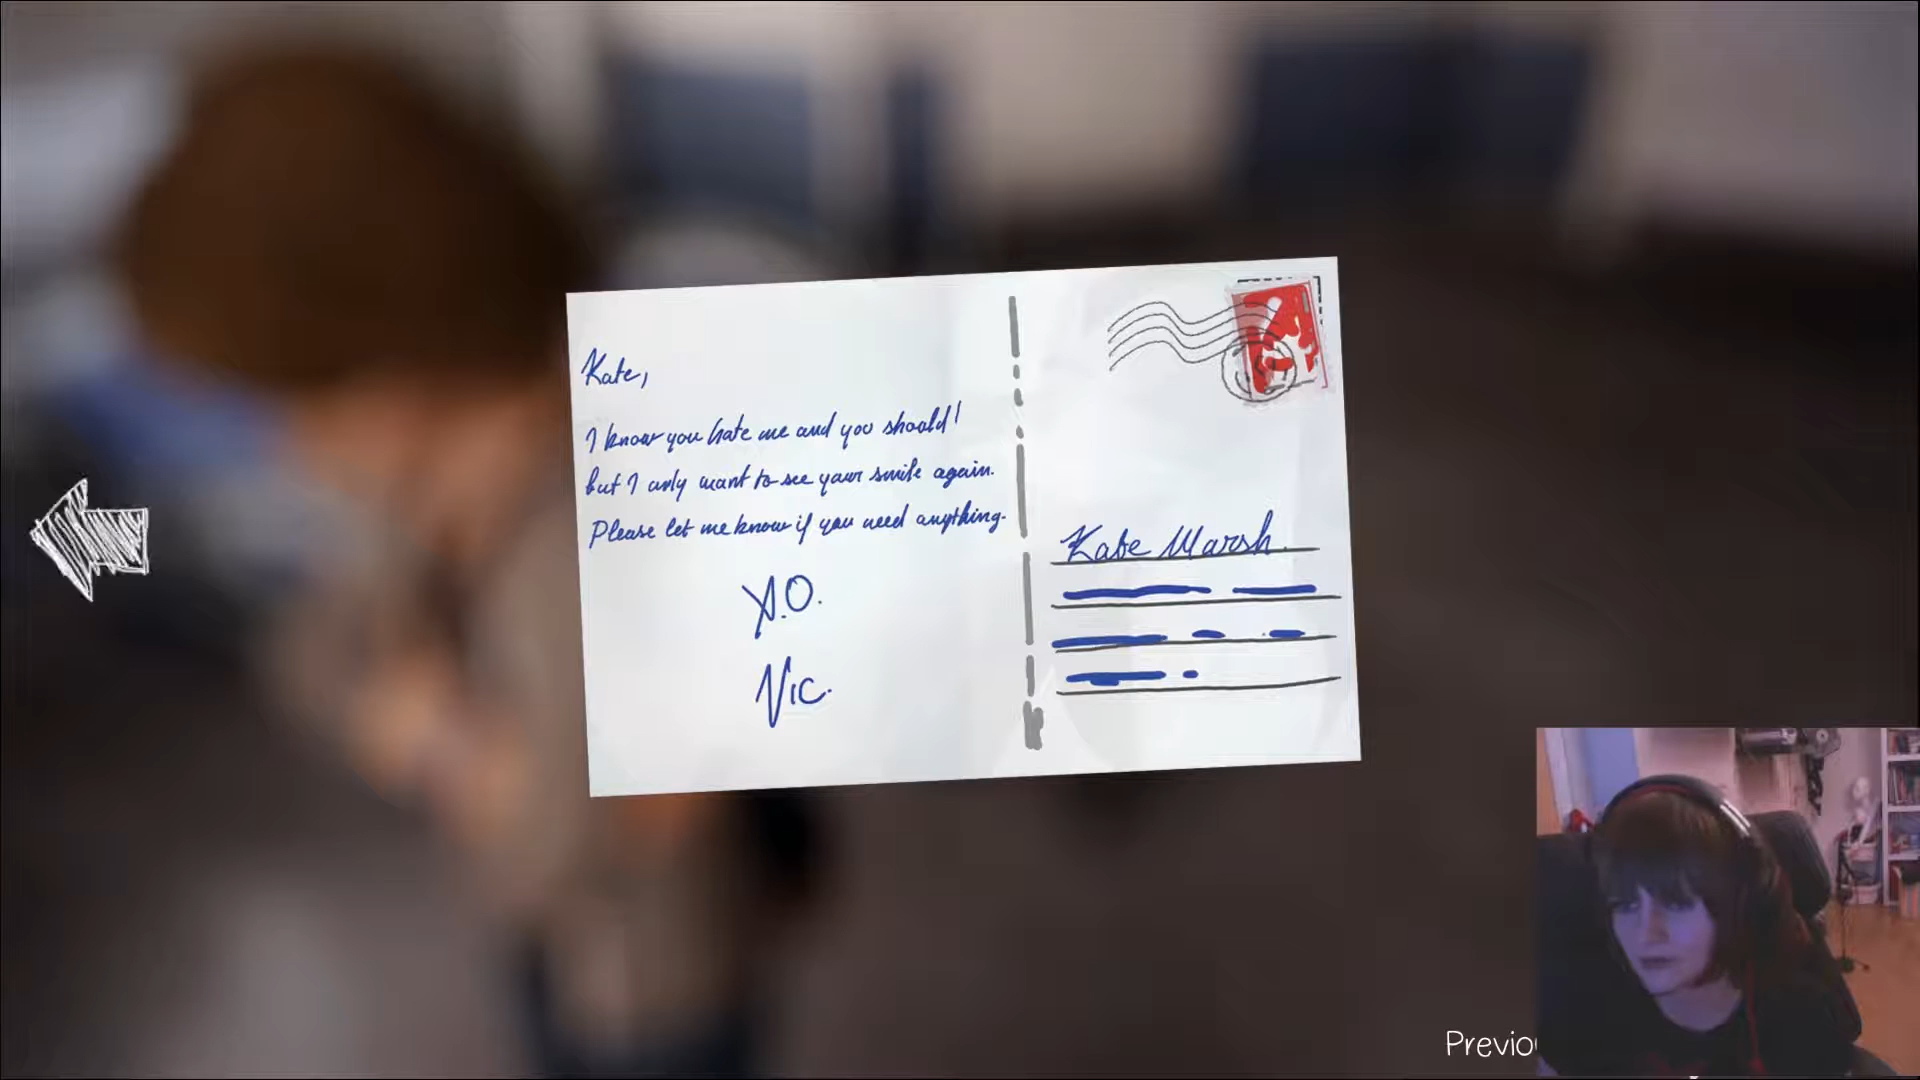 Kate,
I know you hate me and you should!
but I only want to see your smile again.
Please let me know if you need anything.
X.O.
Vic.
Kate Marsh.
Previo